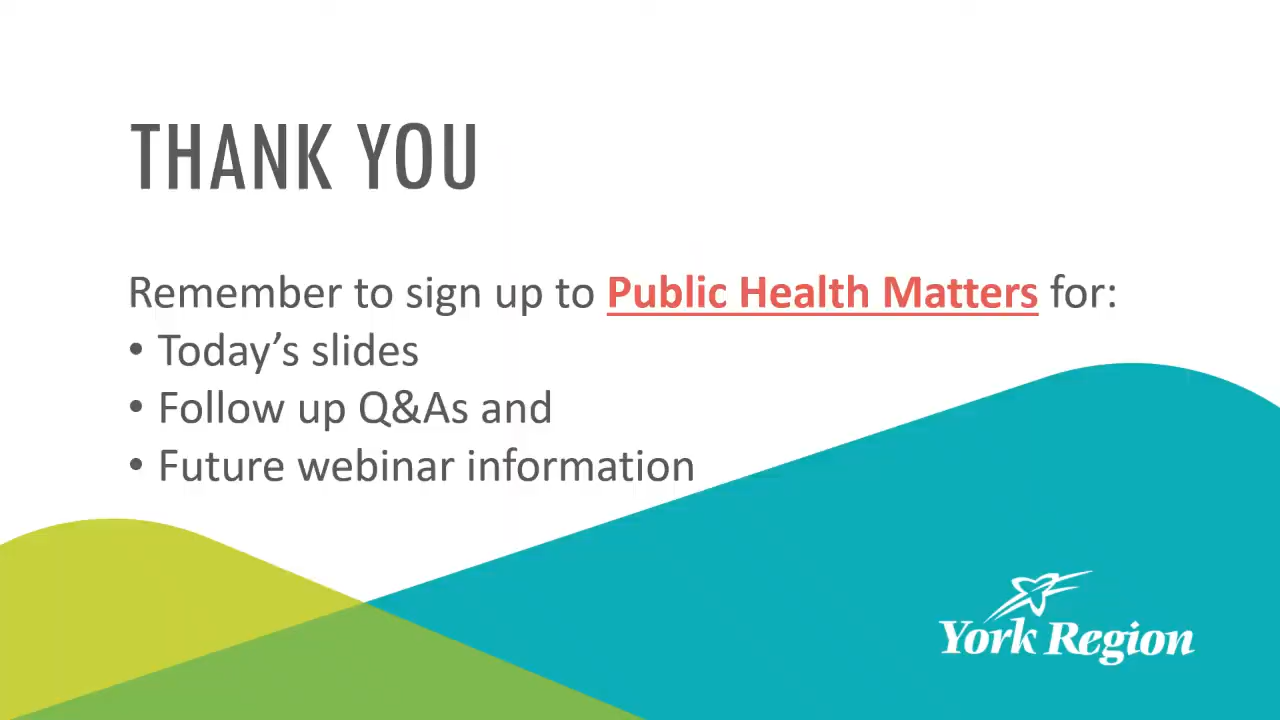 THANK YOU
Remember to sign up to Public Health Matters for:
• Today’s slides
• Follow up Q&As and
• Future webinar information
York Region